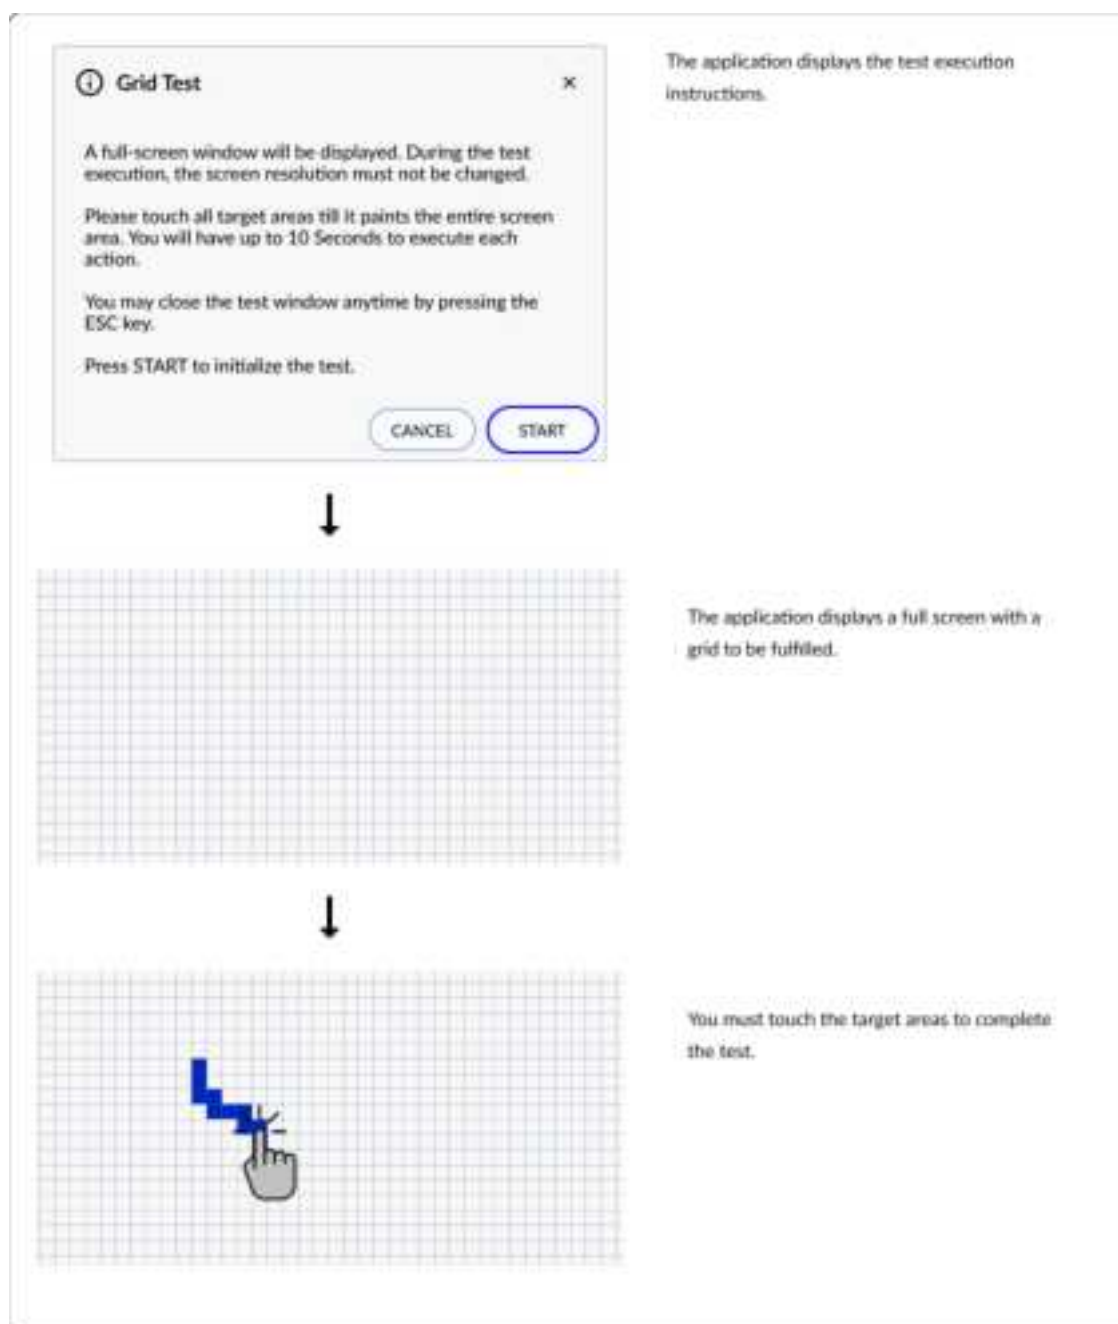 Grid Test
A full-screen window will be displayed. During the test
execution, the screen resolution must not be changed.
Please touch all target areas till it paints the entire screen
area. You will have up to 10 Seconds to execute each
action.
You may close the test window anytime by pressing the
ESC key.
Press START to initialize the test.
CANCEL
START
The application displays the test execution
instructions.
The application displays a full screen with a
grid to be fulfilled.
You must touch the target areas to complete
the test.